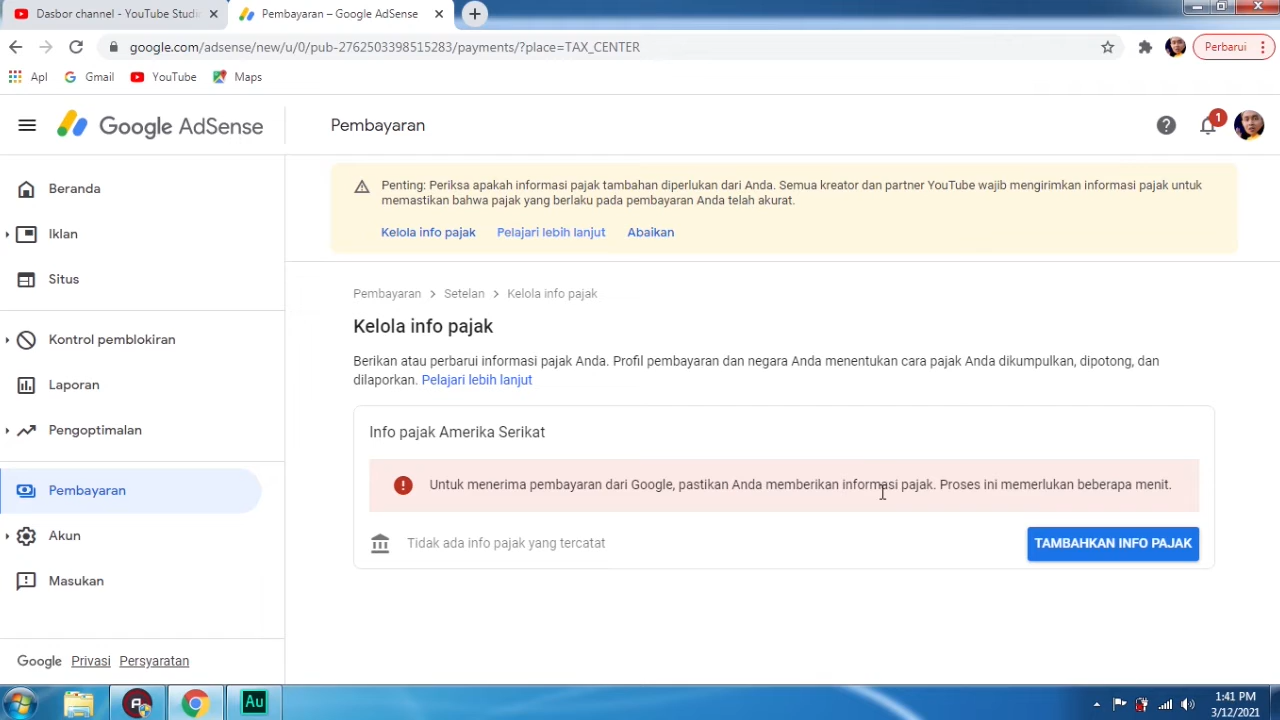 Dasbor channel - YouTube Studi
Pembayaran – Google AdSense
google.com/adsense/new/u/0/pub-2762503398515283/payments/?place=TAX_CENTER
Perbarui
Apl
Gmail
YouTube
Maps
Google AdSense
Pembayaran
1
Beranda
Iklan
Situs
Kontrol pemblokiran
Laporan
Pengoptimalan
Pembayaran
Akun
Masukan
Google Privasi Persyaratan
Penting: Periksa apakah informasi pajak tambahan diperlukan dari Anda. Semua kreator dan partner YouTube wajib mengirimkan informasi pajak untuk
memastikan bahwa pajak yang berlaku pada pembayaran Anda telah akurat.
Kelola info pajak Pelajari lebih lanjut Abaikan
Pembayaran > Setelan > Kelola info pajak
Kelola info pajak
Berikan atau perbarui informasi pajak Anda. Profil pembayaran dan negara Anda menentukan cara pajak Anda dikumpulkan, dipotong, dan
dilaporkan. Pelajari lebih lanjut
Info pajak Amerika Serikat
Untuk menerima pembayaran dari Google, pastikan Anda memberikan informasi pajak. Proses ini memerlukan beberapa menit.
Tidak ada info pajak yang tercatat
TAMBAHKAN INFO PAJAK
Au
1:41 PM
3/12/2021